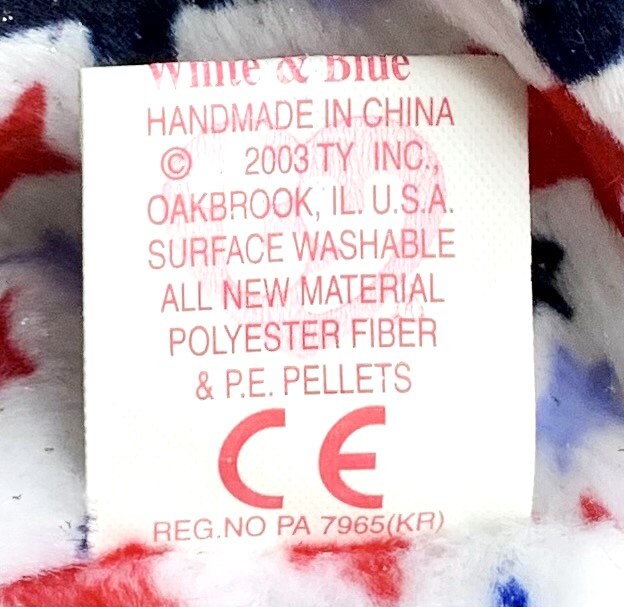 White & Blue
HANDMADE IN CHINA
© 2003 TY INC.,
OAKBROOK, IL. U.S.A.
SURFACE WASHABLE
ALL NEW MATERIAL
POLYESTER FIBER
& P.E. PELLETS
CE
REG.NO PA 7965(KR)